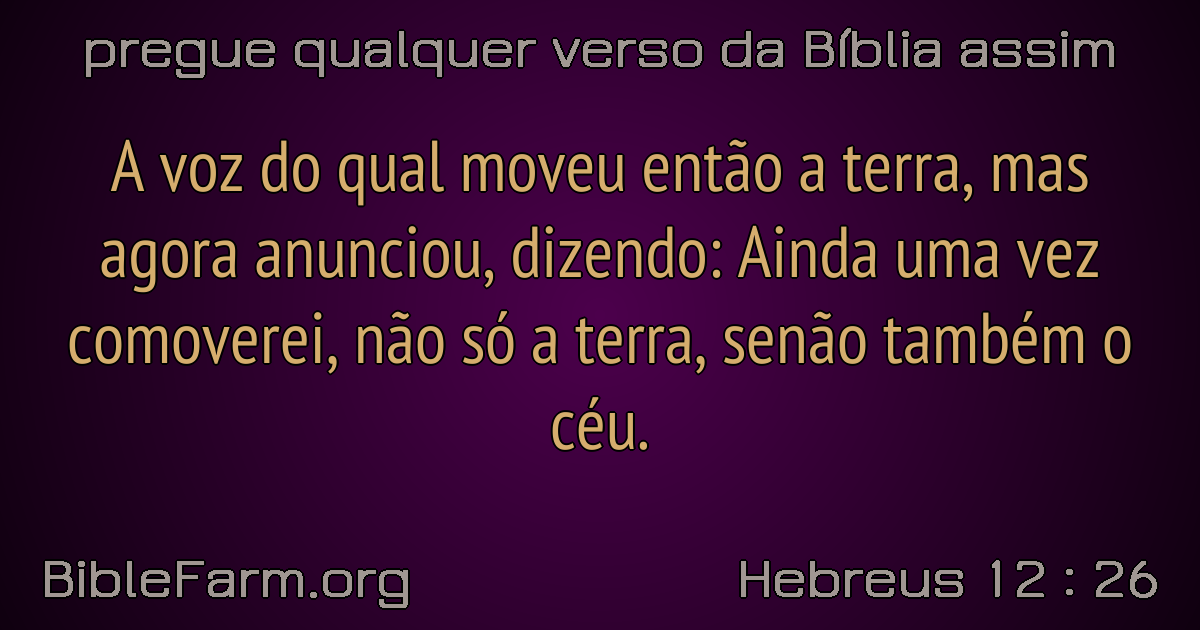 pregue qualquer verso da Bíblia assim
A voz do qual moveu então a terra, mas
agora anunciou, dizendo: Ainda uma vez
comoverei, não só a terra, senão também o
céu.
BibleFarm.org
Hebreus 12 : 26